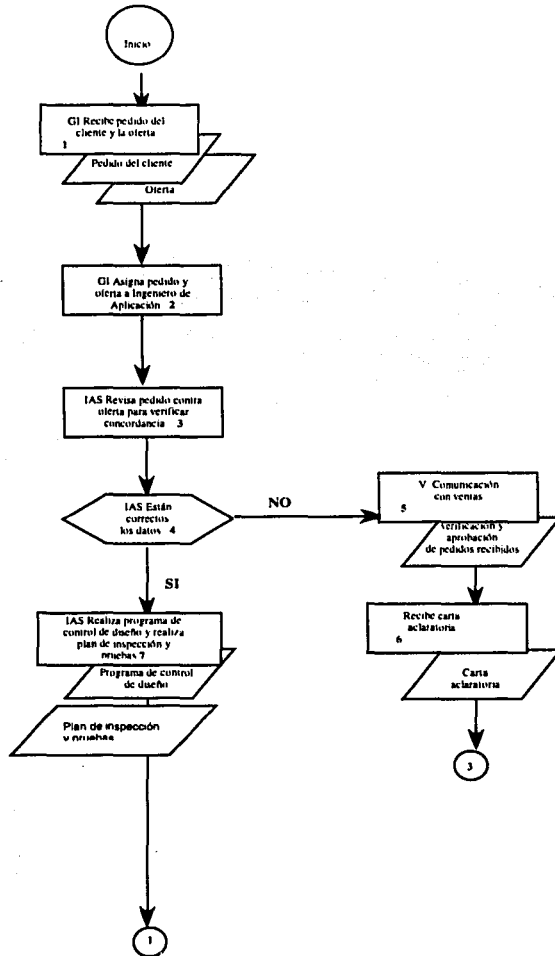 Inicio
GI Recibe pedido del
cliente y la oferta
1
Pedido del cliente
Oferta
GI Asigna pedido y
oferta a Ingeniero de
Aplicación 2
IAS Revisa pedido contra
oferta para verificar
concordancia 3
IAS Están
correctos
los datos 4
NO
V Comunicación
con ventas
5
verificación y
aprobación
de pedidos recibidos
SI
Recibe carta
aclaratoria
6
Carta
aclaratoria
3
IAS Realiza programa de
control de diseño y realiza
plan de inspección y
pruebas 7
Programa de control
de diseño
Plan de inspección
y pruebas
1